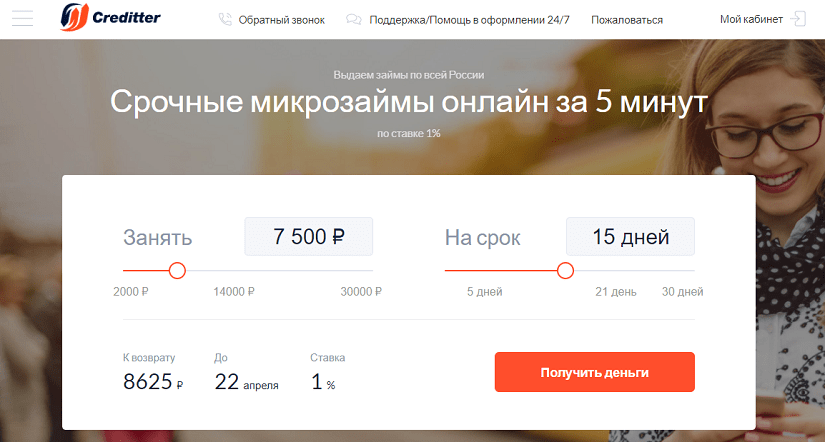 Creditter
Обратный звонок
Поддержка/Помощь в оформлении 24/7
Пожаловаться
Мой кабинет
Выдаем займы по всей России
Срочные микрозаймы онлайн за 5 минут
по ставке 1%
Занять 7 500 ₽
2000 ₽ 14000 ₽ 30000 ₽
На срок 15 дней
5 дней 21 день 30 дней
К возврату До Ставка
8625 ₽ 22 апреля 1 %
Получить деньги